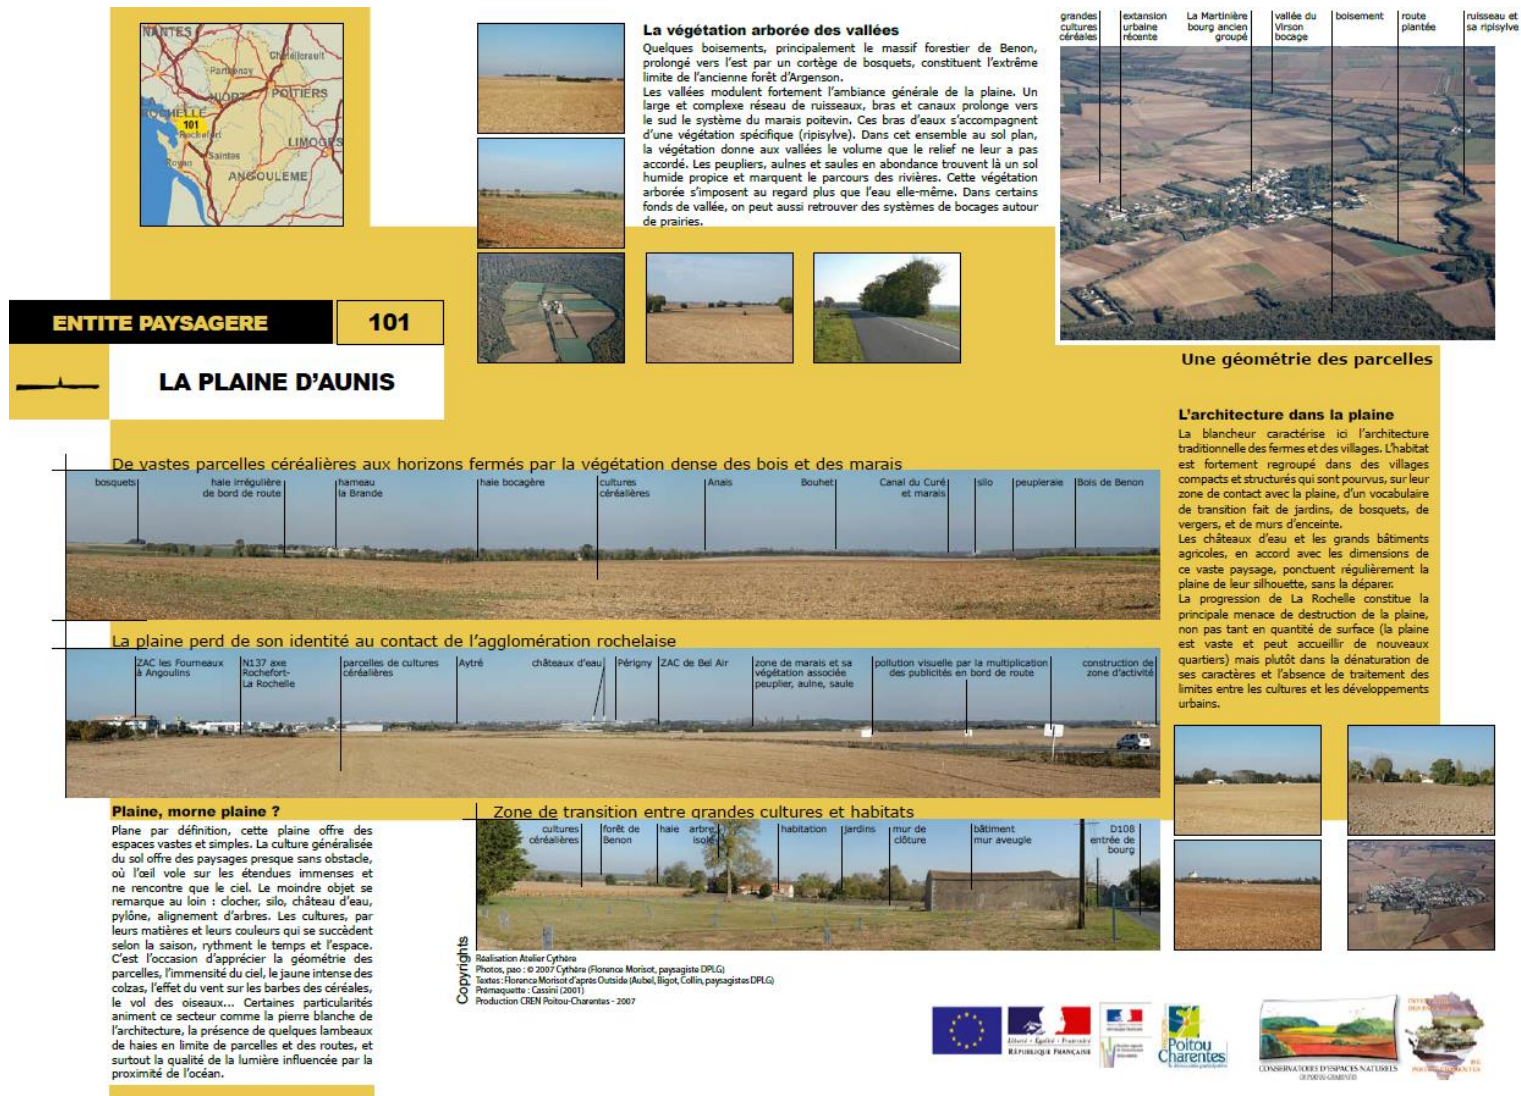 NANTES
Châtellerault
Parthenay
NIORT
POITIERS
LA
ROCHELLE
101
Rochefort
LIMOGES
Saintes
Royan
ANGOULEME
ENTITE PAYSAGERE
101
LA PLAINE D'AUNIS
La végétation arborée des vallées
Quelques boisements, principalement le massif forestier de Benon,
prolongé vers l'est par un cortège de bosquets, constituent l'extrême
limite de l'ancienne forêt d'Argenson.
Les vallées modulent fortement l'ambiance générale de la plaine. Un
large et complexe réseau de ruisseaux, bras et canaux prolonge vers
le sud le système du marais poitevin. Ces bras d'eaux s'accompagnent
d'une végétation spécifique (ripisylve). Dans cet ensemble au sol plan,
la végétation donne aux vallées le volume que le relief ne leur a pas
accordé. Les peupliers, aulnes et saules en abondance trouvent là un sol
humide propice et marquent le parcours des rivières. Cette végétation
arborée s'imposent au regard plus que l'eau elle-même. Dans certains
fonds de vallée, on peut aussi retrouver des systèmes de bocages autour
de prairies.
grandes
cultures
céréales
extansion
urbaine
récente
La Martinière
bourg ancien
groupé
vallée du
Virson
bocage
boisement
route
plantée
ruisseau et
sa ripisylve
Une géométrie des parcelles
L'architecture dans la plaine
La blancheur caractérise ici l'architecture
traditionnelle des fermes et des villages. L'habitat
est fortement regroupé dans des villages
compacts et structurés qui sont pourvus, sur leur
zone de contact avec la plaine, d'un vocabulaire
de transition fait de jardins, de bosquets, de
vergers, et de murs d'enceinte.
Les châteaux d'eau et les grands bâtiments
agricoles, en accord avec les dimensions de
ce vaste paysage, ponctuent régulièrement la
plaine de leur silhouette, sans la déparer.
La progression de La Rochelle constitue la
principale menace de destruction de la plaine,
non pas tant en quantité de surface (la plaine
est vaste et peut accueillir de nouveaux
quartiers) mais plutôt dans la dénaturation de
ses caractères et l'absence de traitement des
limites entre les cultures et les développements
urbains.
De vastes parcelles céréalières aux horizons fermés par la végétation dense des bois et des marais
bosquets
haie irrégulière
de bord de route
hameau
la Brande
haie bocagère
cultures
céréalières
Anais
Bouhet
Canal du Curé
et marais
silo
peupleraie
Bois de Benon
La plaine perd de son identité au contact de l'agglomération rochelaise
ZAC les Fourneaux
à Angoulins
N137 axe
Rochefort-
La Rochelle
parcelles de cultures
céréalières
Aytré
châteaux d'eau
Périgny
ZAC de Bel Air
zone de marais et sa
végétation associée
peuplier, aulne, saule
pollution visuelle par la multiplication
des publicités en bord de route
construction de
zone d'activité
Plaine, morne plaine ?
Plane par définition, cette plaine offre des
espaces vastes et simples. La culture généralisée
du sol offre des paysages presque sans obstacle,
où l'œil vole sur les étendues immenses et
ne rencontre que le ciel. Le moindre objet se
remarque au loin : clocher, silo, château d'eau,
pylône, alignement d'arbres. Les cultures, par
leurs matières et leurs couleurs qui se succèdent
selon la saison, rythment le temps et l'espace.
C'est l'occasion d'apprécier la géométrie des
parcelles, l'immensité du ciel, le jaune intense des
colzas, l'effet du vent sur les barbes des céréales,
le vol des oiseaux... Certaines particularités
animent ce secteur comme la pierre blanche de
l'architecture, la présence de quelques lambeaux
de haies en limite de parcelles et des routes, et
surtout la qualité de la lumière influencée par la
proximité de l'océan.
Zone de transition entre grandes cultures et habitats
cultures
céréalières
forêt de
Benon
haie
arbre
isolé
habitation
jardins
mur de
clôture
bâtiment
mur aveugle
D108
entrée de
bourg
Copyrights
Réalisation Atelier Cythère
Photos, pao : © 2007 Cythère (Florence Morisot, paysagiste DPLG)
Textes : Florence Morisot d'après Outside (Aubel, Bigot, Collin, paysagistes DPLG)
Prémaquette : Cassini (2001)
Production CREN Poitou-Charentes - 2007
Liberté • Égalité • Fraternité
RÉPUBLIQUE FRANÇAISE
Poitou
Charentes
CONSERVATOIRE D'ESPACES NATURELS
DE POITOU-CHARENTES